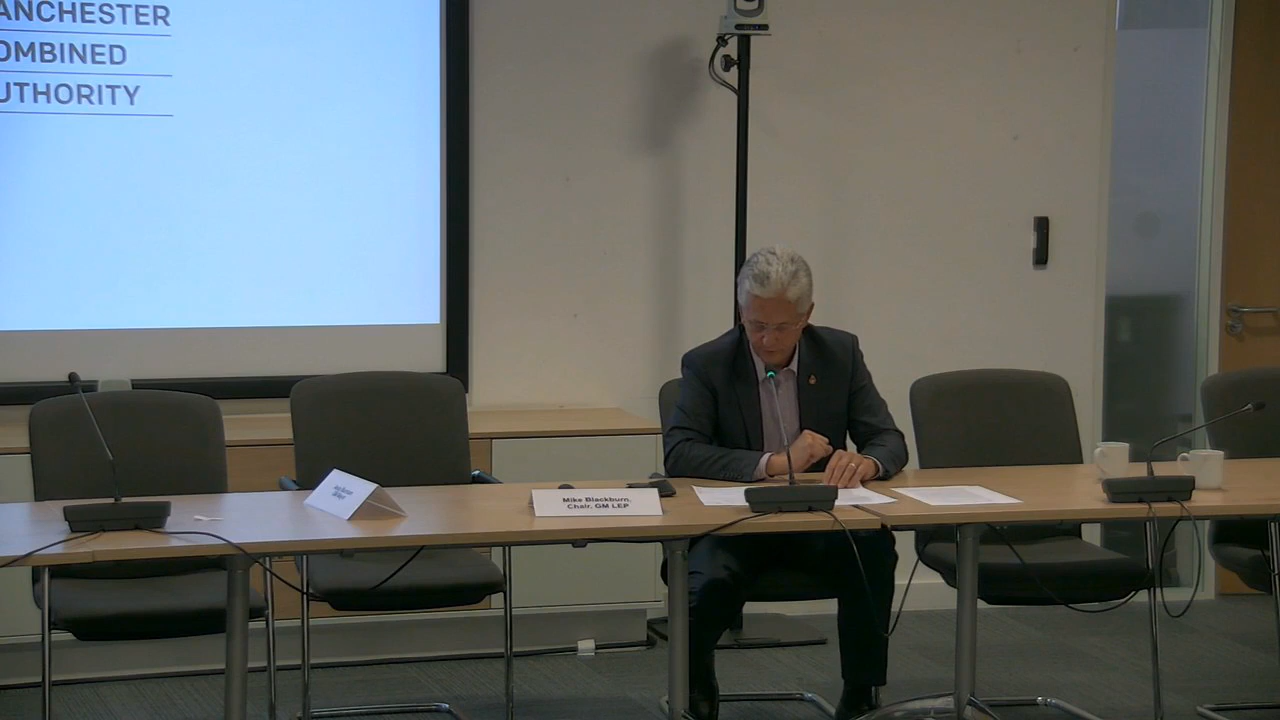 ANCHESTER
OMBINED
UTHORITY
Mike Blackburn,
Chair, GM LEP